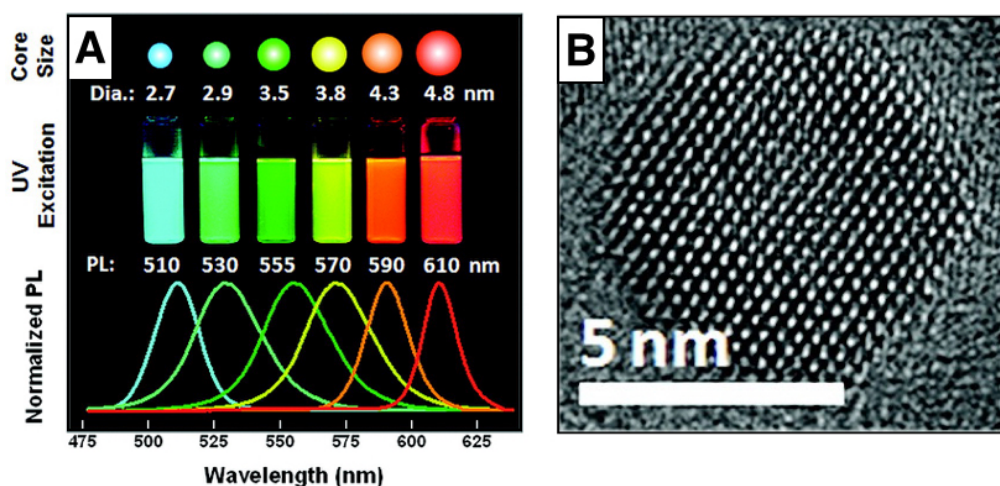 A
Core Size
Dia.: 2.7 2.9 3.5 3.8 4.3 4.8 nm
UV Excitation
PL: 510 530 555 570 590 610 nm
Normalized PL
475 500 525 550 575 600 625
Wavelength (nm)
B
5 nm